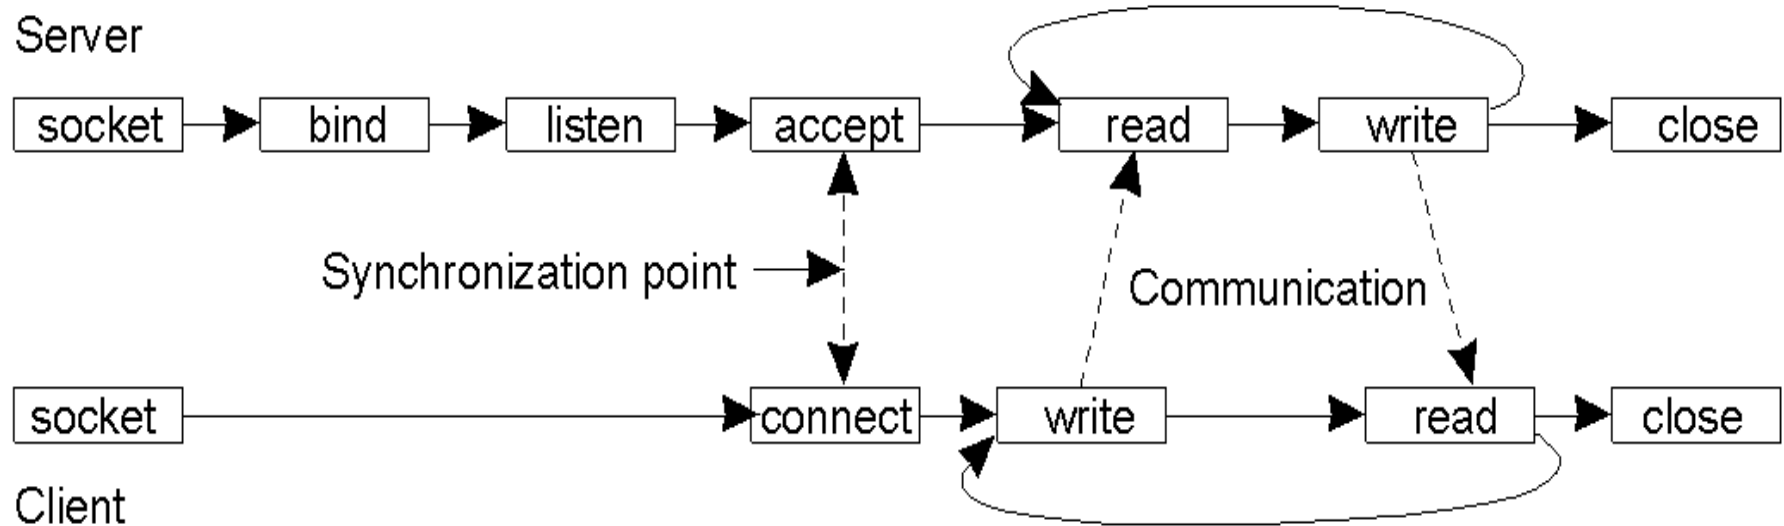 Server
socket bind listen accept read write close
Synchronization point
Communication
socket connect write read close
Client